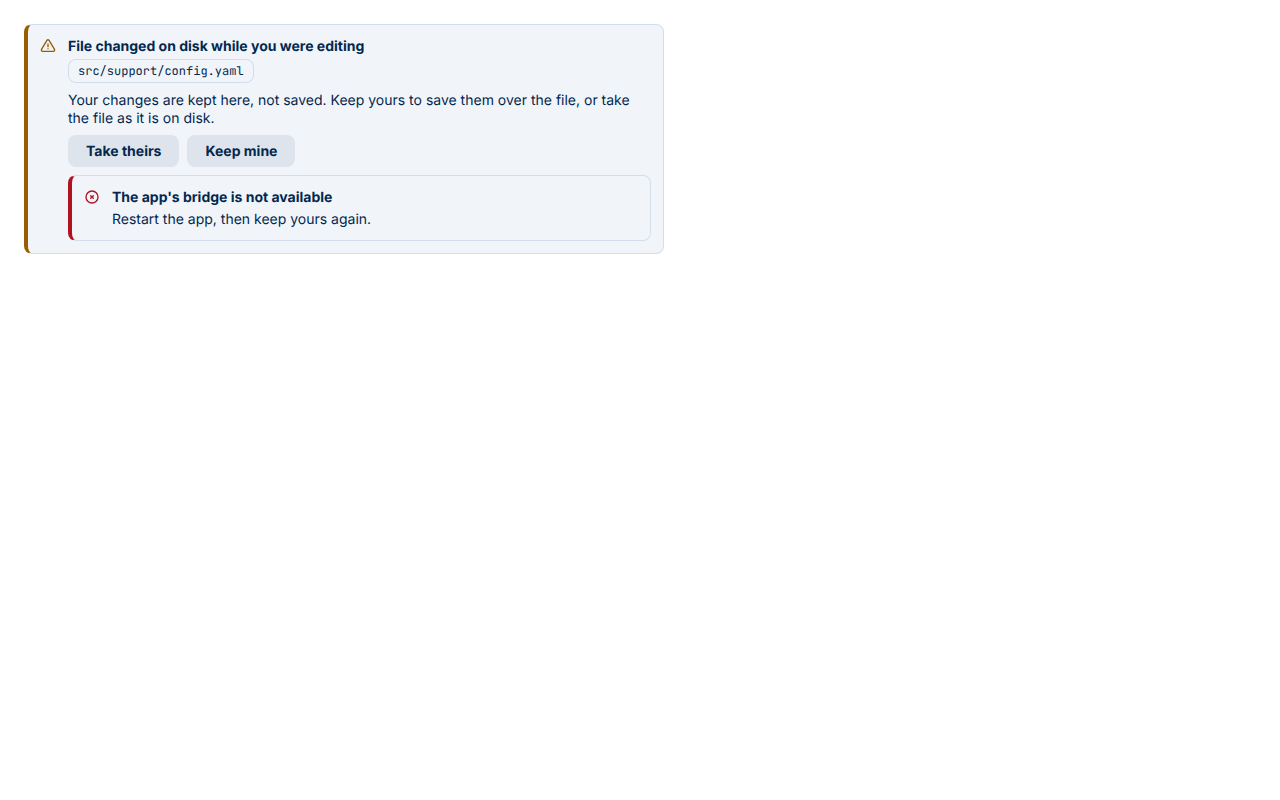 File changed on disk while you were editing
src/support/config.yaml
Your changes are kept here, not saved. Keep yours to save them over the file, or take
the file as it is on disk.
Take theirs Keep mine
The app's bridge is not available
Restart the app, then keep yours again.